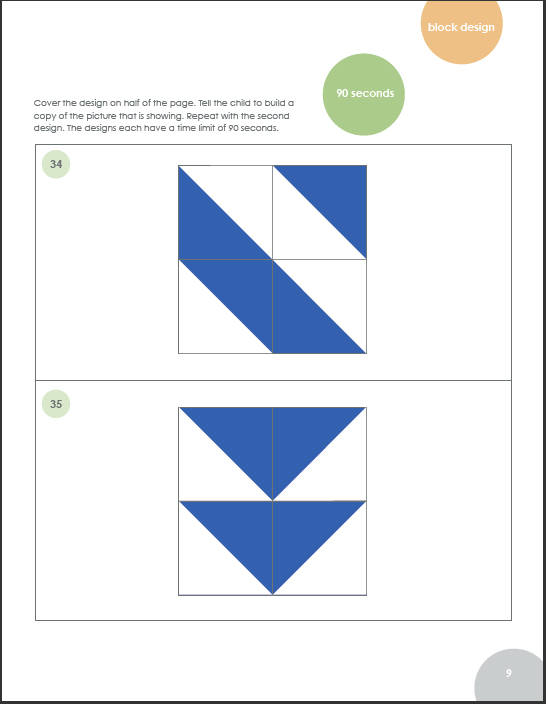 block design
90 seconds
Cover the design on half of the page. Tell the child to build a
copy of the picture that is showing. Repeat with the second
design. The designs each have a time limit of 90 seconds.
34
35
9